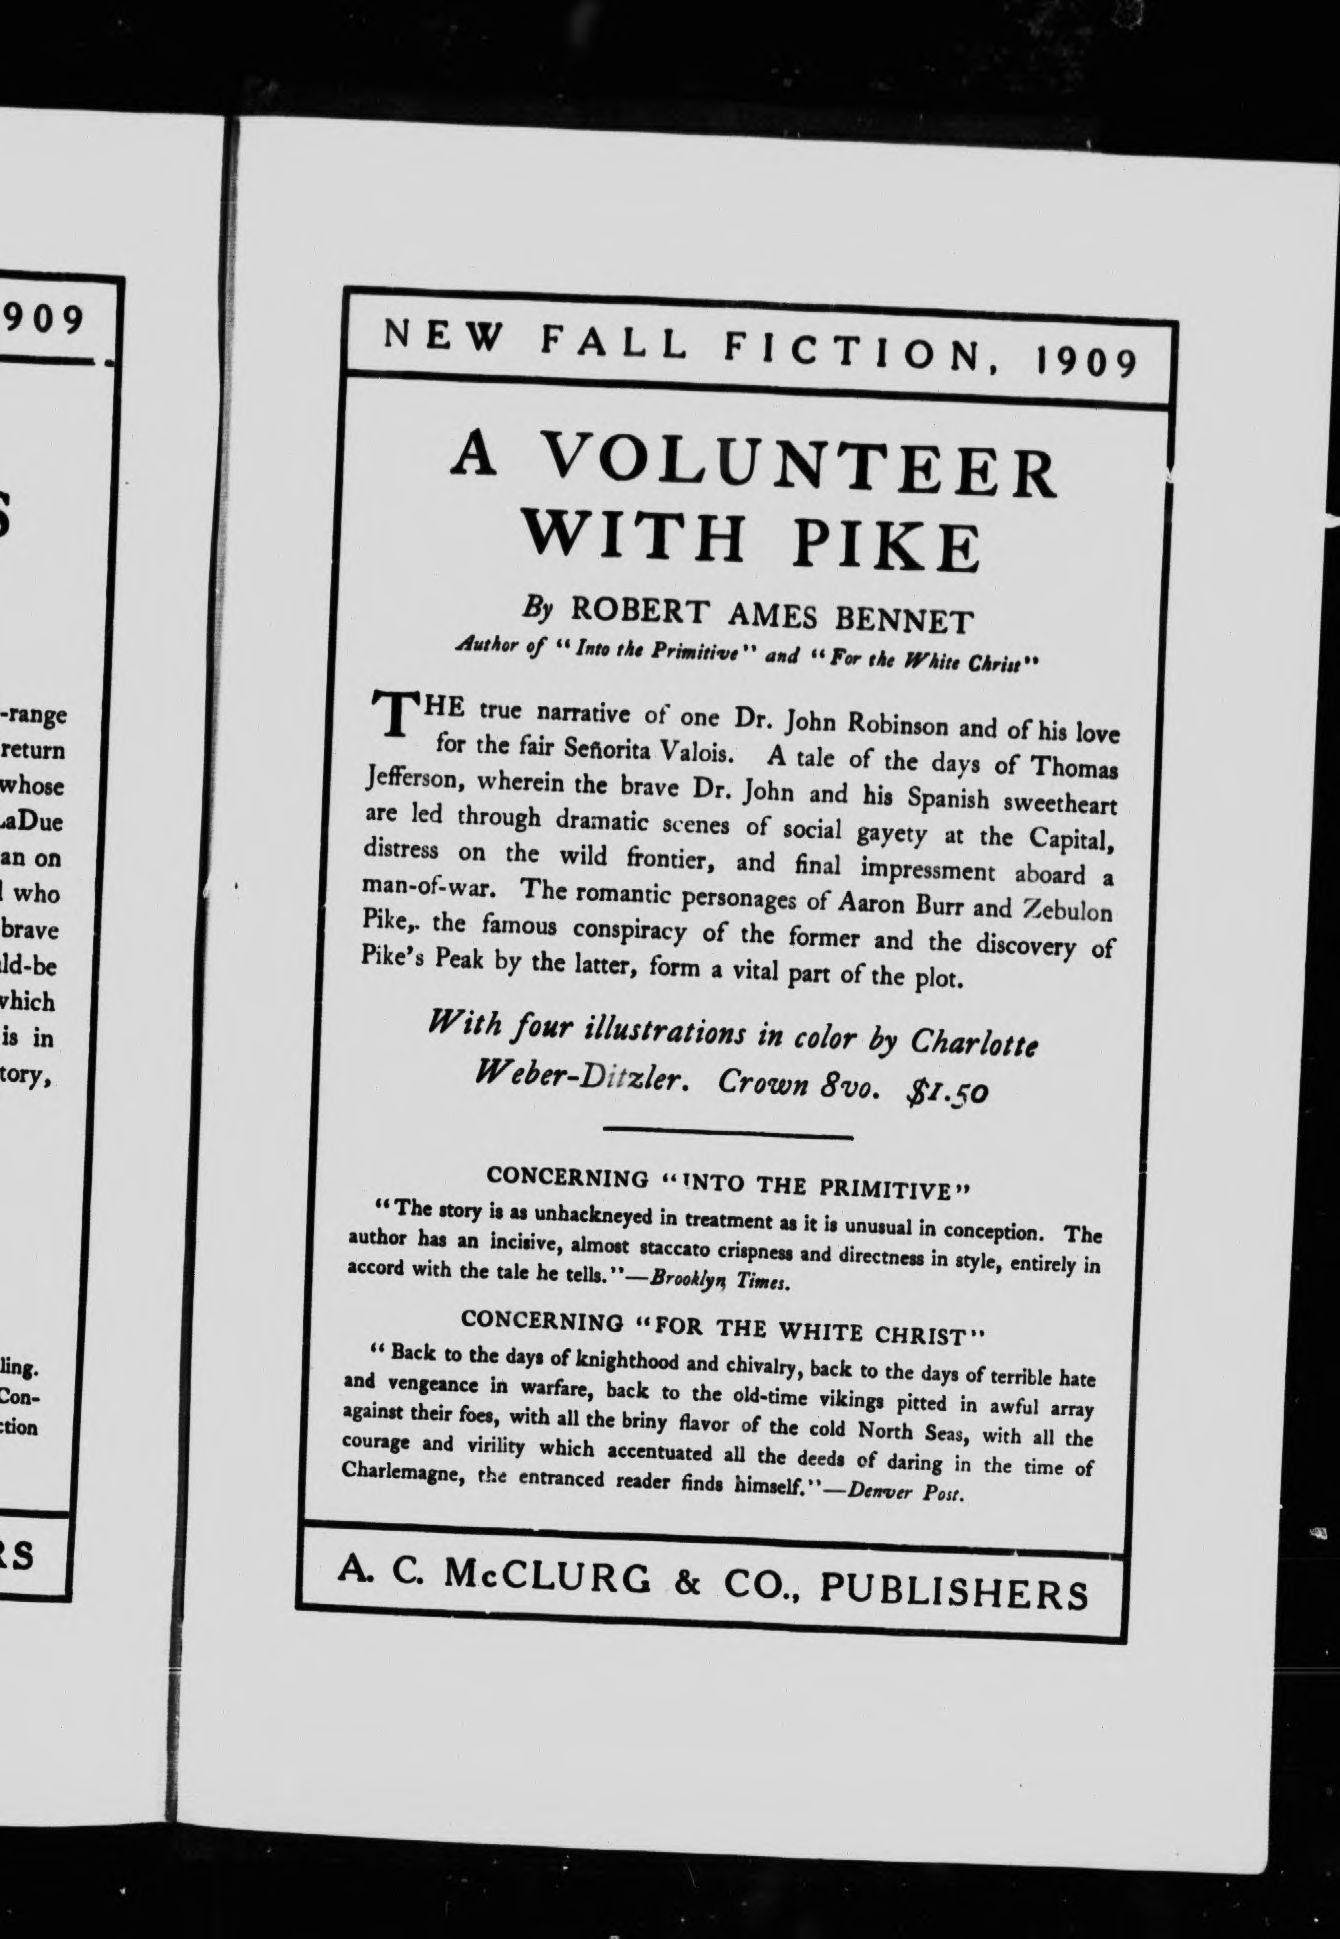 909
S
-range
return
whose
LaDue
an on
who
brave
ld-be
which
is in
tory,
ling.
Con-
ction
RS
NEW FALL FICTION, 1909
A VOLUNTEER
WITH PIKE
By ROBERT AMES BENNET
Author of "Into the Primitive" and "For the White Christ"
THE true narrative of one Dr. John Robinson and of his love
for the fair Señorita Valois. A tale of the days of Thomas
Jefferson, wherein the brave Dr. John and his Spanish sweetheart
are led through dramatic scenes of social gayety at the Capital,
distress on the wild frontier, and final impressment aboard a
man-of-war. The romantic personages of Aaron Burr and Zebulon
Pike, the famous conspiracy of the former and the discovery of
Pike's Peak by the latter, form a vital part of the plot.
With four illustrations in color by Charlotte
Weber-Ditzler. Crown 8vo. $1.50
CONCERNING "INTO THE PRIMITIVE"
"The story is as unhackneyed in treatment as it is unusual in conception. The
author has an incisive, almost staccato crispness and directness in style, entirely in
accord with the tale he tells."—Brooklyn Times.
CONCERNING "FOR THE WHITE CHRIST"
"Back to the days of knighthood and chivalry, back to the days of terrible hate
and vengeance in warfare, back to the old-time vikings pitted in awful array
against their foes, with all the briny flavor of the cold North Seas, with all the
courage and virility which accentuated all the deeds of daring in the time of
Charlemagne, the entranced reader finds himself."—Denver Post.
A. C. McCLURG & CO., PUBLISHERS